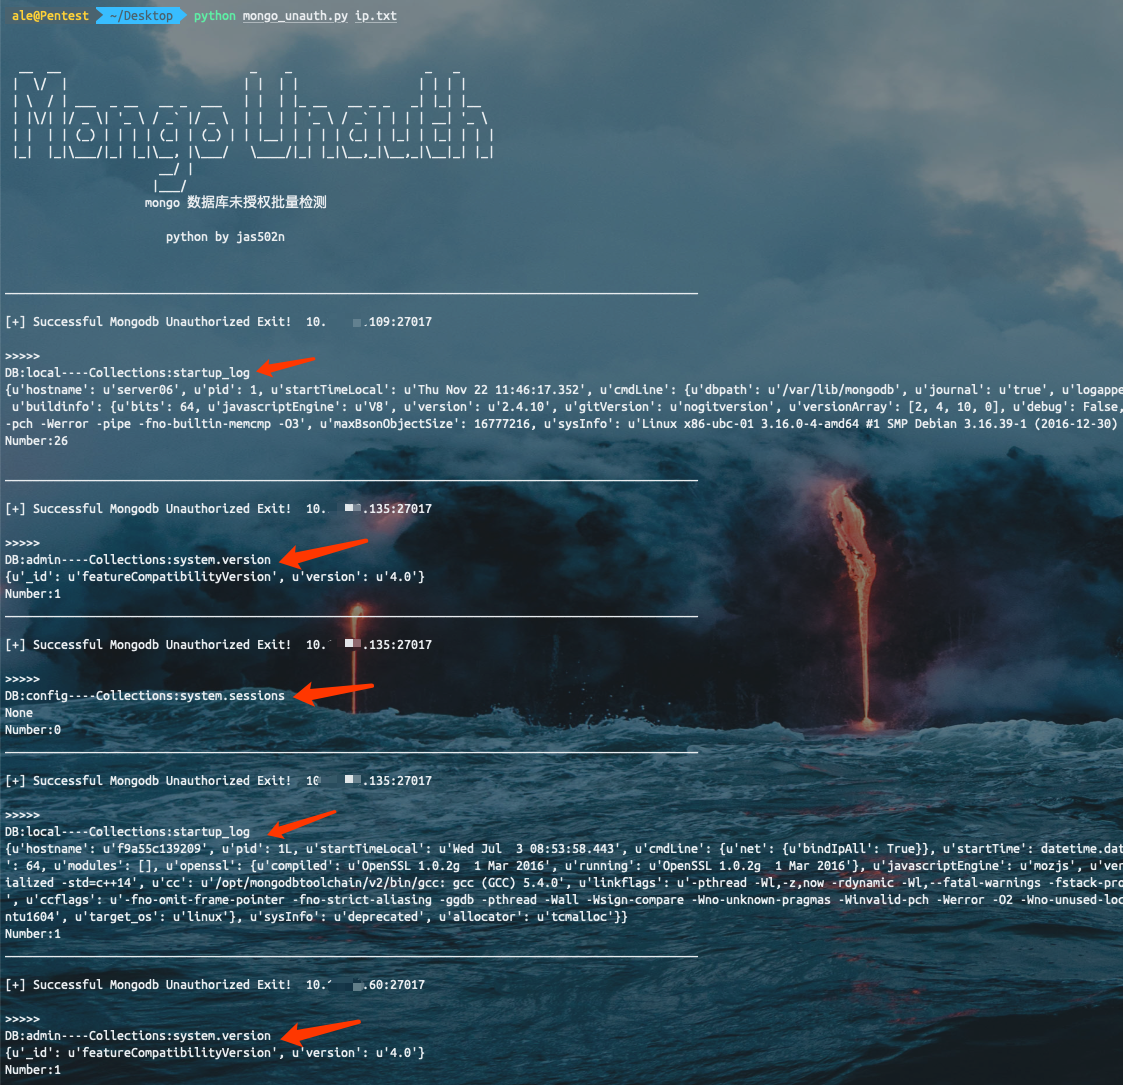 ale@Pentest ~/Desktop python mongo_unauth.py ip.txt
Mongo Unauth
mongo 数据库未授权批量检测
python by jas502n
[+] Successful Mongodb Unauthorized Exit! 10. .109:27017
>>>>>
DB:local----Collections:startup_log
{u'hostname': u'server06', u'pid': 1, u'startTimeLocal': u'Thu Nov 22 11:46:17.352', u'cmdLine': {u'dbpath': u'/var/lib/mongodb', u'journal': u'true', u'logappe
u'buildinfo': {u'bits': 64, u'javascriptEngine': u'V8', u'version': u'2.4.10', u'gitVersion': u'nogitversion', u'versionArray': [2, 4, 10, 0], u'debug': False,
-pch -Werror -pipe -fno-builtin-memcmp -O3', u'maxBsonObjectSize': 16777216, u'sysInfo': u'Linux x86-ubc-01 3.16.0-4-amd64 #1 SMP Debian 3.16.39-1 (2016-12-30)
Number:26
[+] Successful Mongodb Unauthorized Exit! 10. .135:27017
>>>>>
DB:admin----Collections:system.version
{u'_id': u'featureCompatibilityVersion', u'version': u'4.0'}
Number:1
[+] Successful Mongodb Unauthorized Exit! 10. .135:27017
>>>>>
DB:config----Collections:system.sessions
None
Number:0
[+] Successful Mongodb Unauthorized Exit! 10 .135:27017
>>>>>
DB:local----Collections:startup_log
{u'hostname': u'f9a55c139209', u'pid': 1L, u'startTimeLocal': u'Wed Jul  3 08:53:58.443', u'cmdLine': {u'net': {u'bindIpAll': True}}, u'startTime': datetime.dat
': 64, u'modules': [], u'openssl': {u'compiled': u'OpenSSL 1.0.2g  1 Mar 2016', u'running': u'OpenSSL 1.0.2g  1 Mar 2016'}, u'javascriptEngine': u'mozjs', u'ver
ialized -std=c++14', u'cc': u'/opt/mongodbtoolchain/v2/bin/gcc: gcc (GCC) 5.4.0', u'linkflags': u'-pthread -Wl,-z,now -rdynamic -Wl,--fatal-warnings -fstack-pro
', u'ccflags': u'-fno-omit-frame-pointer -fno-strict-aliasing -ggdb -pthread -Wall -Wsign-compare -Wno-unknown-pragmas -Winvalid-pch -Werror -O2 -Wno-unused-loc
ntu1604', u'target_os': u'linux'}, u'sysInfo': u'deprecated', u'allocator': u'tcmalloc'}}
Number:1
[+] Successful Mongodb Unauthorized Exit! 10. .60:27017
>>>>>
DB:admin----Collections:system.version
{u'_id': u'featureCompatibilityVersion', u'version': u'4.0'}
Number:1